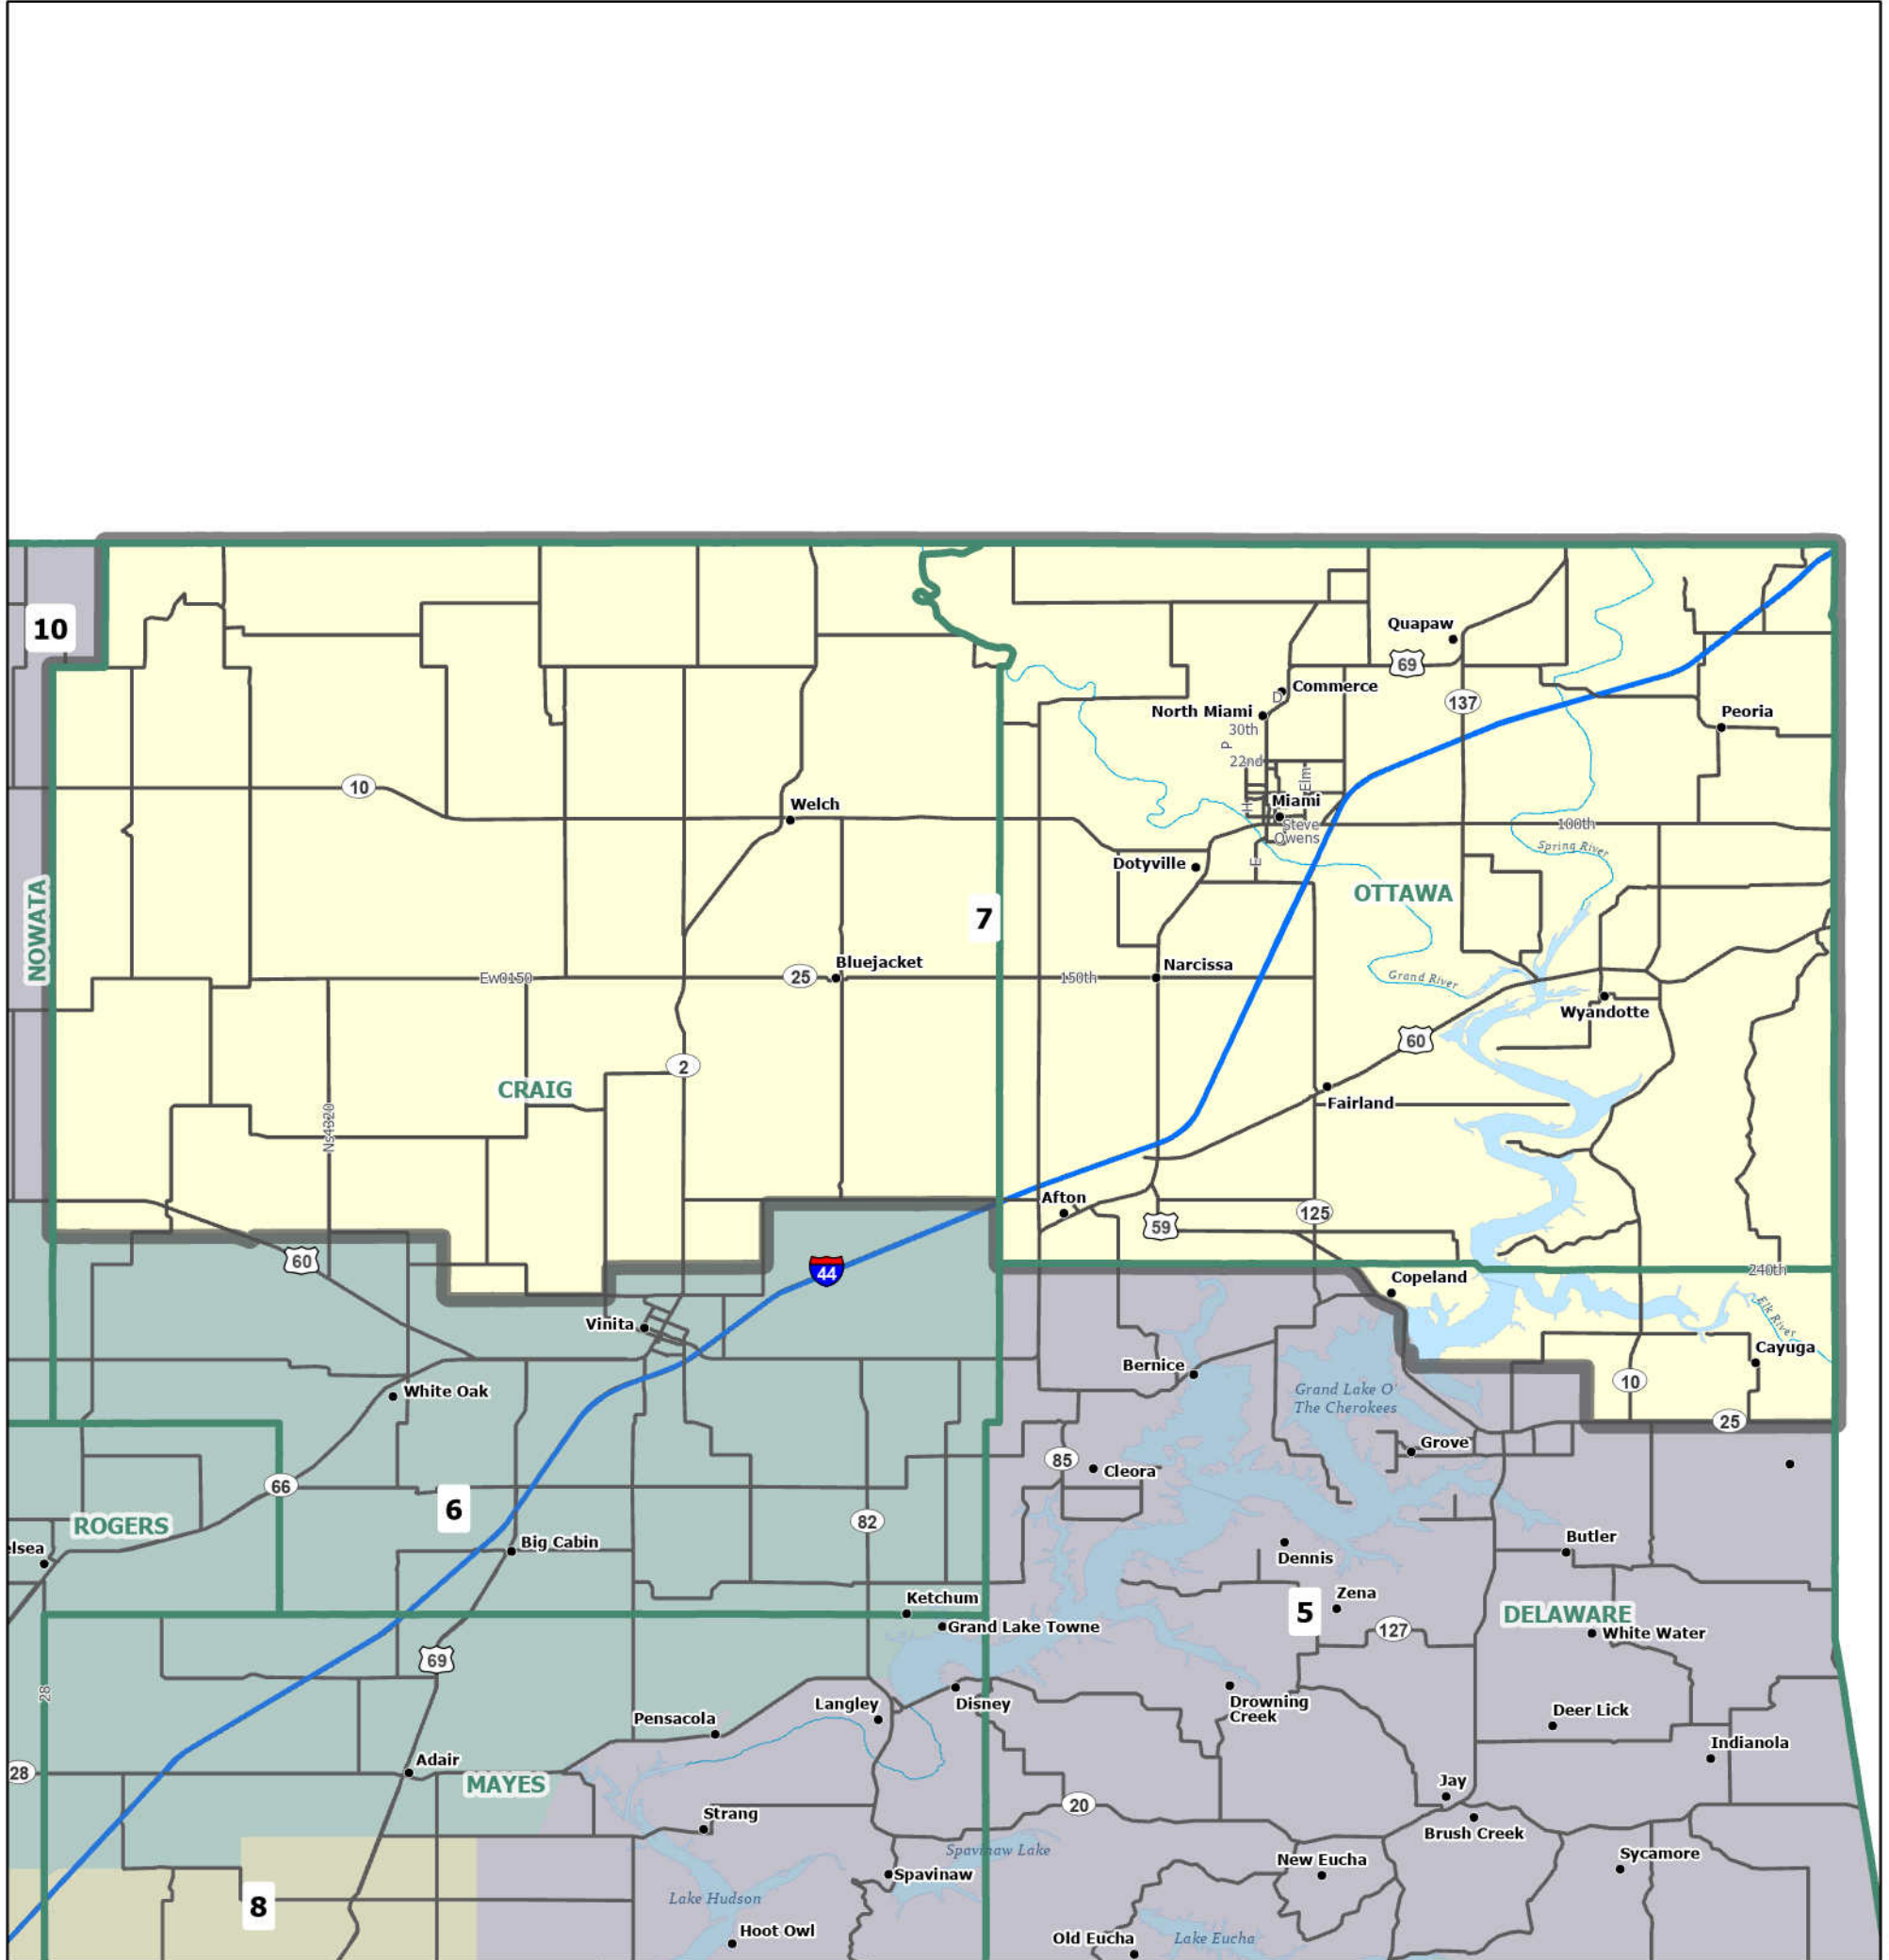 10
Quapaw
69
Commerce
D
137
North Miami
Peoria
30th
P
22nd
Elm
10
H
Miami
Welch
Steve
Owens
100th
Spring River
Dotyville
E
OTTAWA
NOWATA
7
Bluejacket
Narcissa
Ew0150
25
150th
Grand River
Wyandotte
60
2
CRAIG
Fairland
Ns4320
Afton
125
59
60
44
240th
Copeland
Elk River
Vinita
Cayuga
Bernice
10
White Oak
Grand Lake O'
The Cherokees
25
Grove
85
Cleora
66
6
82
ROGERS
Butler
Big Cabin
elsea
Dennis
Zena
Ketchum
5
DELAWARE
Grand Lake Towne
127
White Water
69
28
Langley
Disney
Drowning
Creek
Pensacola
Deer Lick
Indianola
Adair
28
MAYES
Jay
20
Strang
Brush Creek
Spavinaw Lake
Sycamore
New Eucha
Spavinaw
8
Lake Hudson
Hoot Owl
Old Eucha
Lake Eucha